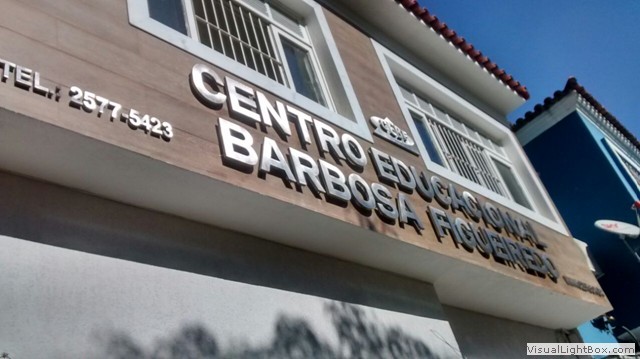 TEL.: 2577-5423
CENTRO EDUCACIONAL
BARBOSA FIGUEIREDO
VisualLightBox.com